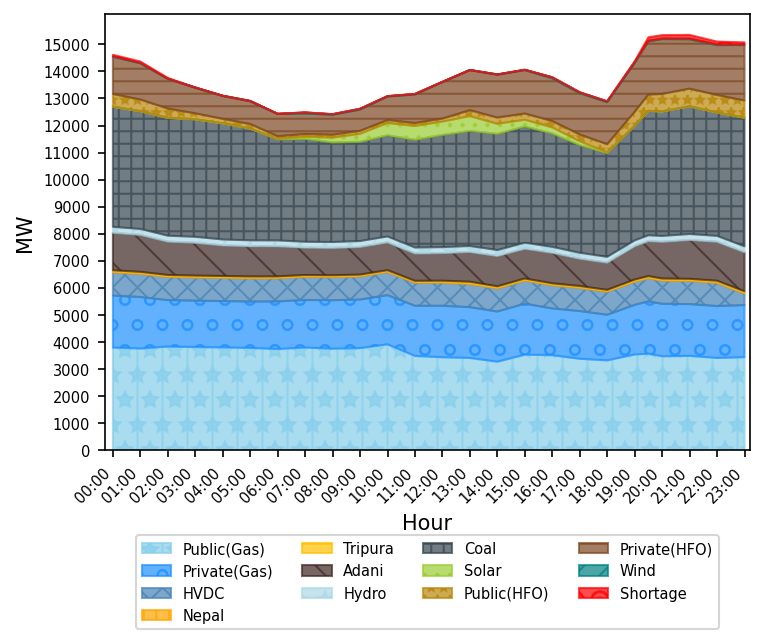 15000
14000
13000
12000
11000
10000
9000
8000
7000
6000
5000
4000
3000
2000
1000
0
MW
00:00 01:00 02:00 03:00 04:00 05:00 06:00 07:00 08:00 09:00 10:00 11:00 12:00 13:00 14:00 15:00 16:00 17:00 18:00 19:00 20:00 21:00 22:00 23:00
Hour
Public(Gas) Tripura Coal Private(HFO)
Private(Gas) Adani Solar Wind
HVDC Hydro Public(HFO) Shortage
Nepal